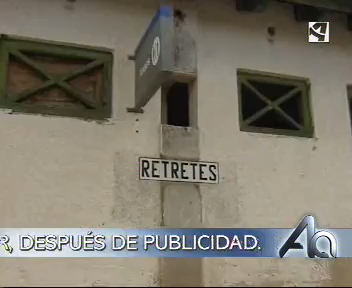 RETRETES
R, DESPUÉS DE PUBLICIDAD.